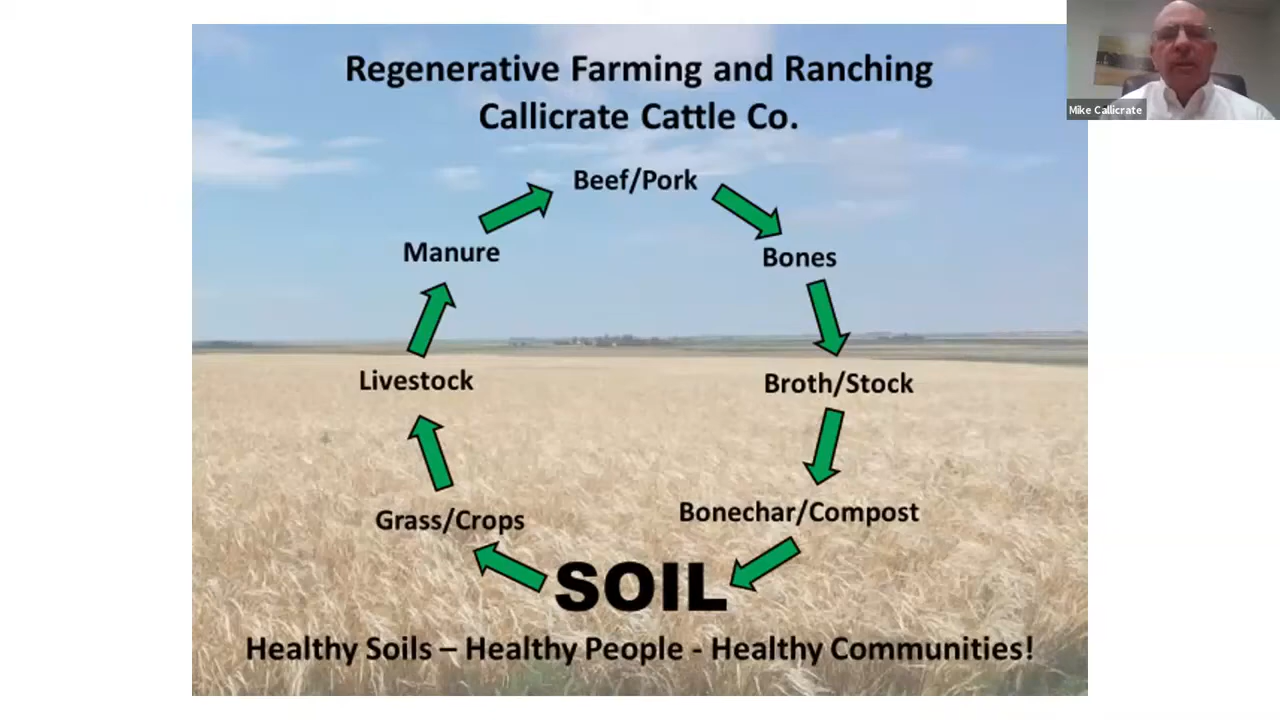 Regenerative Farming and Ranching
Callicrate Cattle Co.
Mike Callicrate
Beef/Pork
Manure
Bones
Livestock
Broth/Stock
Grass/Crops
Bonechar/Compost
SOIL
Healthy Soils – Healthy People - Healthy Communities!